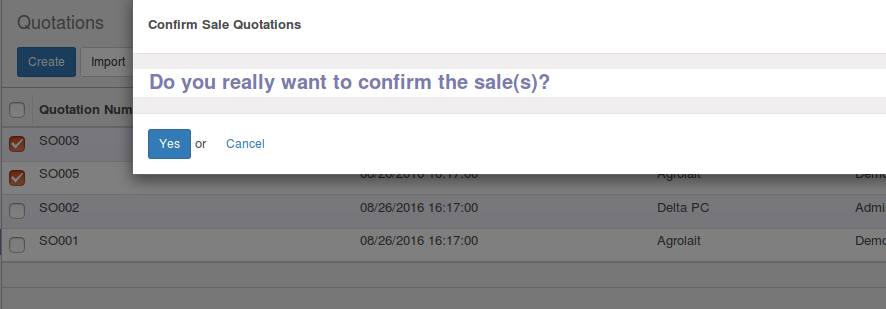 Quotations
Confirm Sale Quotations
Create Import
Do you really want to confirm the sale(s)?
Quotation Num
Yes or Cancel
SO003
SO005 08/26/2016 16:17:00 Agrolait Demo
SO002 08/26/2016 16:17:00 Delta PC Admi
SO001 08/26/2016 16:17:00 Agrolait Demo